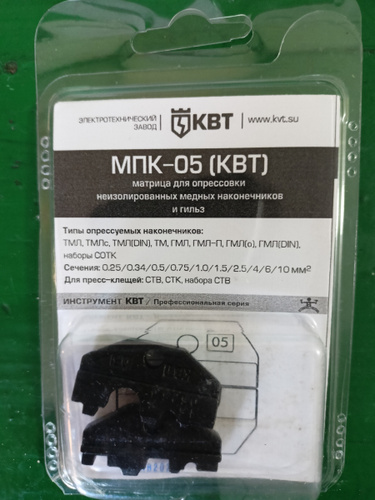 ЭЛЕКТРОТЕХНИЧЕСКИЙ ЗАВОД КВТ www.kvt.su
МПК-05 (КВТ)
матрица для опрессовки
неизолированных медных наконечников
и гильз
Типы опрессуемых наконечников:
ТМЛ, ТМЛс, ТМЛ(DIN), ТМ, ГМЛ, ГМЛ-П, ГМЛ(о), ГМЛ(DIN),
наборы СОТК
Сечения: 0.25/0.34/0.5/0.75/1.0/1.5/2.5/4/6/10 мм²
Для пресс-клещей: СТВ, СТК, набора СТВ
ИНСТРУМЕНТ КВТ / Профессиональная серия
05